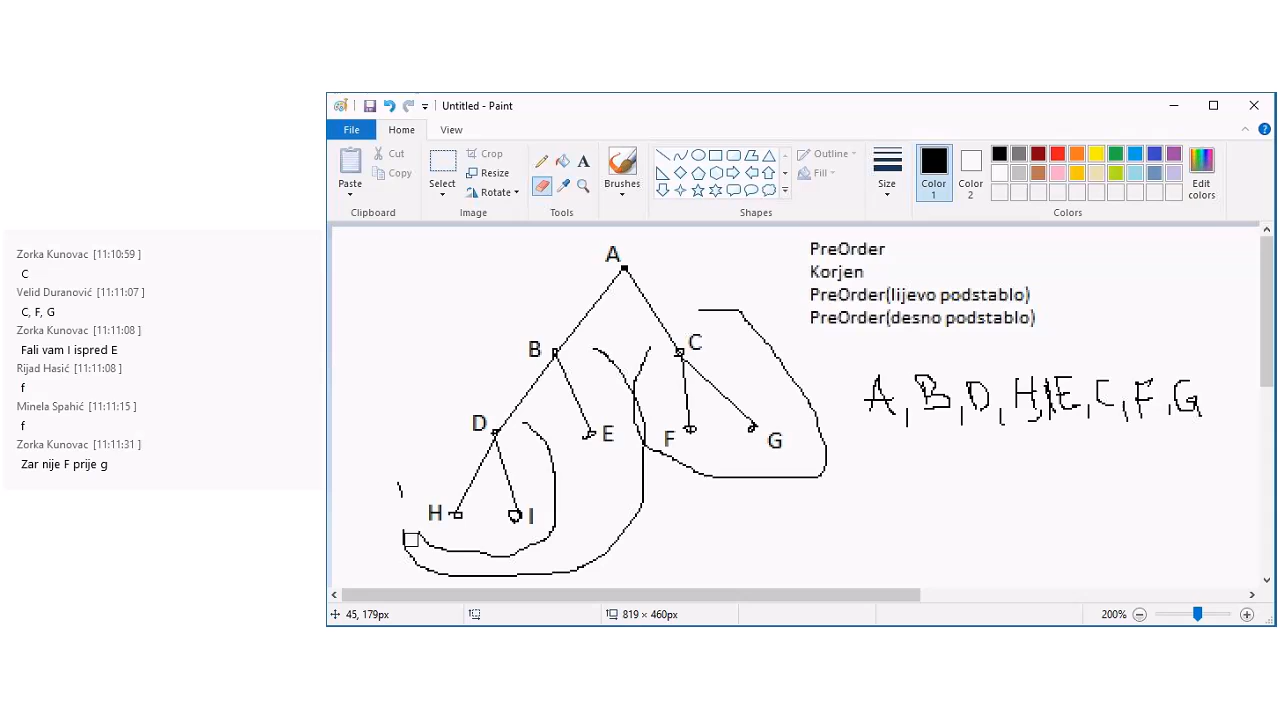 Zorka Kunovac [11:10:59 ]
C
Velid Duranović [11:11:07 ]
C, F, G
Zorka Kunovac [11:11:08 ]
Fali vam I ispred E
Rijad Hasić [11:11:08 ]
f
Minela Spahić [11:11:15 ]
f
Zorka Kunovac [11:11:31 ]
Zar nije F prije g
Untitled - Paint
File Home View
Paste
Cut
Copy
Clipboard
Select
Crop
Resize
Rotate
Image
Tools
Brushes
Outline
Fill
Shapes
Size
Color 1
Color 2
Edit colors
Colors
A
B
C
D
E
F
G
H
I
PreOrder
Korjen
PreOrder(lijevo podstablo)
PreOrder(desno podstablo)
A, B, D, H,IE, C, F, G
45, 179px
819 × 460px
200%